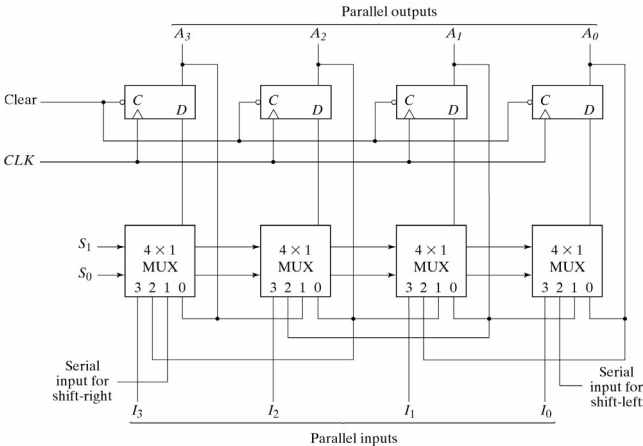 Parallel outputs
A3 A2 A1 A0
Clear
C D C D C D C D
CLK
S1
S0
4 × 1 4 × 1 4 × 1 4 × 1
MUX MUX MUX MUX
3 2 1 0 3 2 1 0 3 2 1 0 3 2 1 0
Serial
input for
shift-right
Serial
input for
shift-left
I3 I2 I1 I0
Parallel inputs